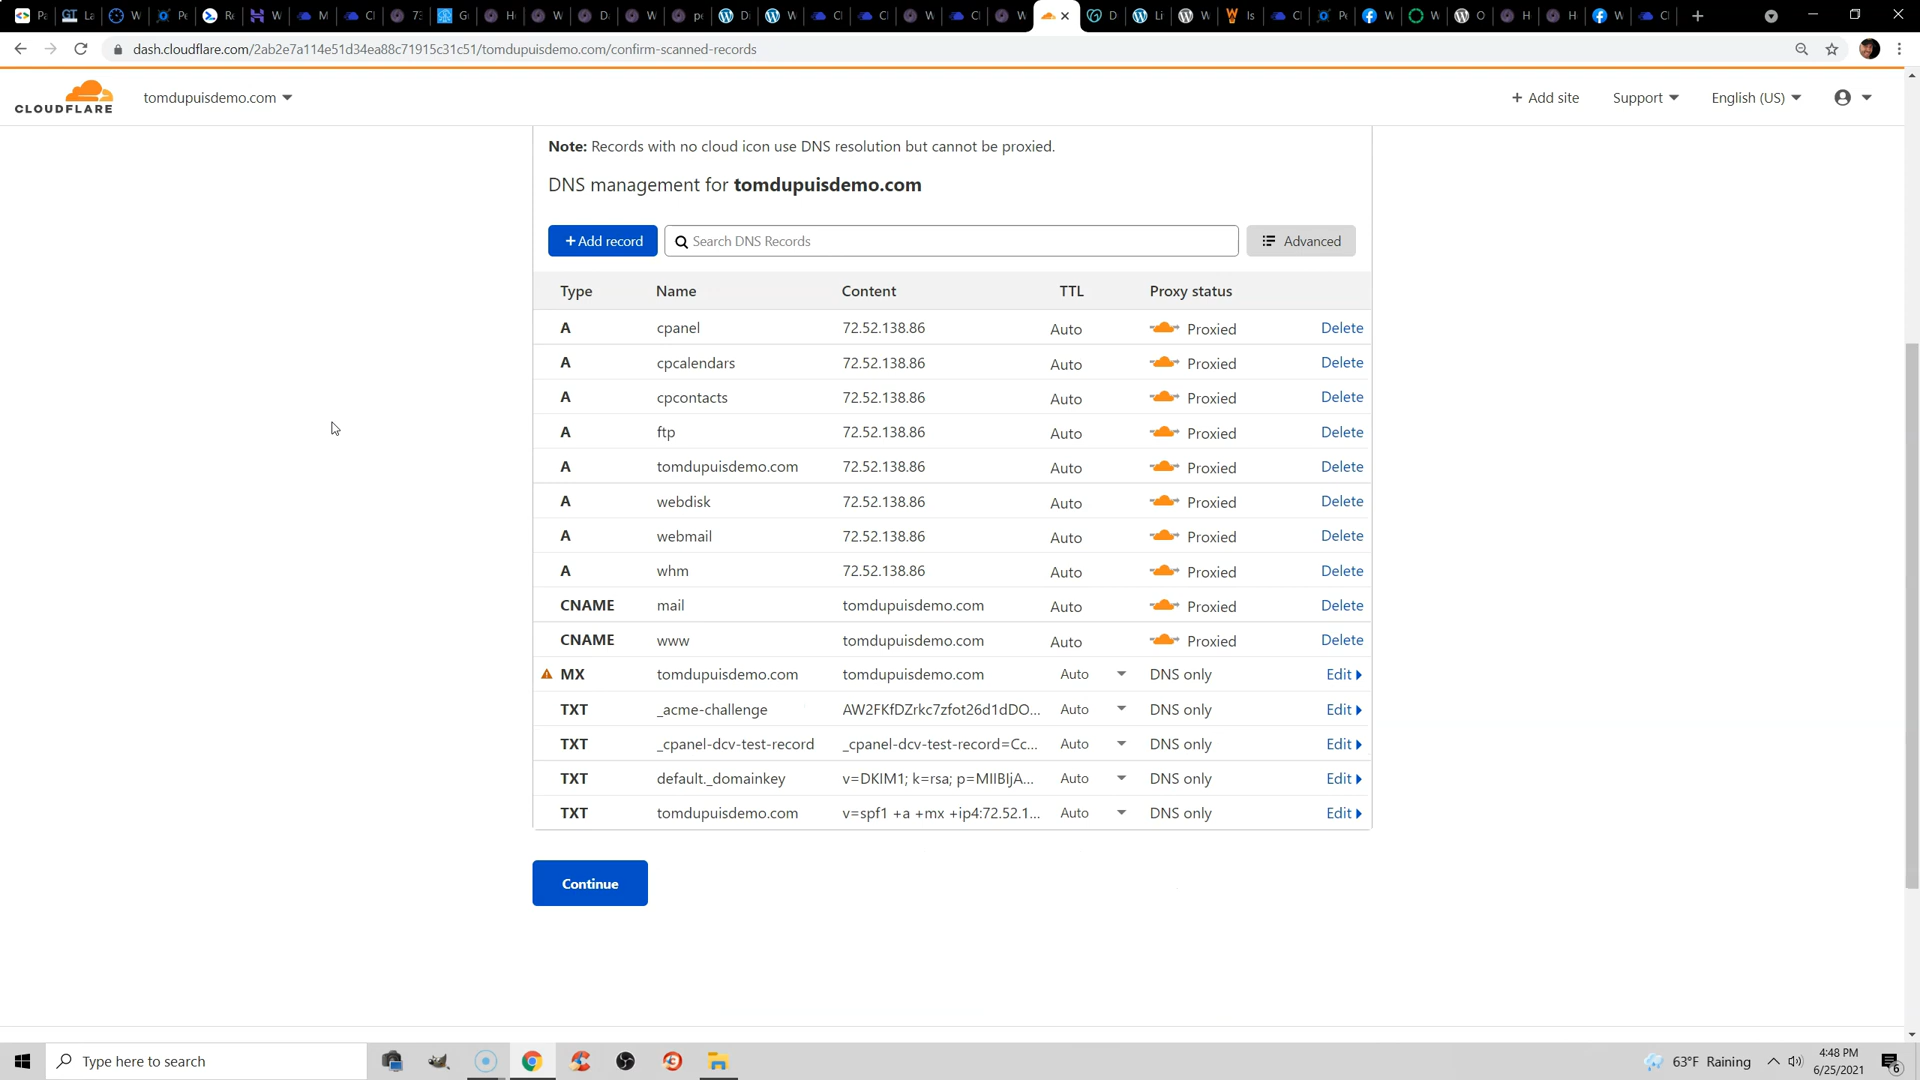 dash.cloudflare.com/2ab2e7a114e51d34ea88c71915c31c51/tomdupuisdemo.com/confirm-scanned-records
CLOUDFLARE
tomdupuisdemo.com
+ Add site
Support
English (US)
Note: Records with no cloud icon use DNS resolution but cannot be proxied.
DNS management for tomdupuisdemo.com
+ Add record
Search DNS Records
Advanced
Type Name Content TTL Proxy status
A cpanel 72.52.138.86 Auto Proxied Delete
A cpcalendars 72.52.138.86 Auto Proxied Delete
A cpcontacts 72.52.138.86 Auto Proxied Delete
A ftp 72.52.138.86 Auto Proxied Delete
A tomdupuisdemo.com 72.52.138.86 Auto Proxied Delete
A webdisk 72.52.138.86 Auto Proxied Delete
A webmail 72.52.138.86 Auto Proxied Delete
A whm 72.52.138.86 Auto Proxied Delete
CNAME mail tomdupuisdemo.com Auto Proxied Delete
CNAME www tomdupuisdemo.com Auto Proxied Delete
MX tomdupuisdemo.com tomdupuisdemo.com Auto DNS only Edit
TXT _acme-challenge AW2FKfDZrkc7zfot26d1dDO... Auto DNS only Edit
TXT _cpanel-dcv-test-record _cpanel-dcv-test-record=Cc... Auto DNS only Edit
TXT default._domainkey v=DKIM1; k=rsa; p=MIIBIjA... Auto DNS only Edit
TXT tomdupuisdemo.com v=spf1 +a +mx +ip4:72.52.1... Auto DNS only Edit
Continue
Type here to search
63°F Raining
4:48 PM
6/25/2021
6